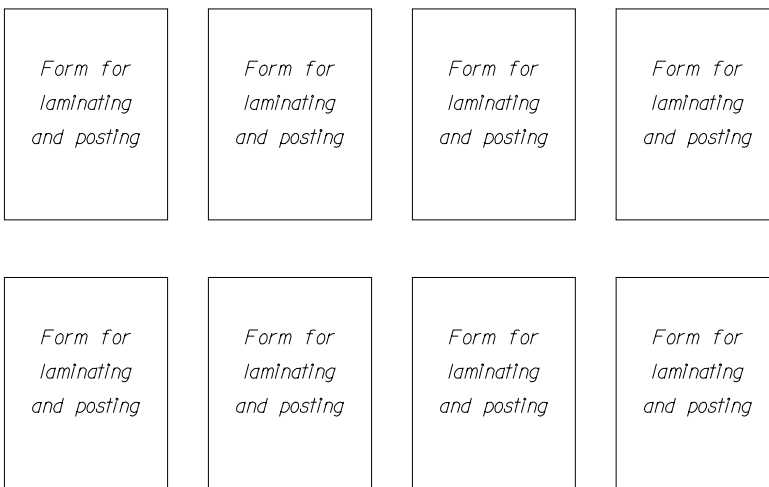 Form for
laminating
and posting
Form for
laminating
and posting
Form for
laminating
and posting
Form for
laminating
and posting
Form for
laminating
and posting
Form for
laminating
and posting
Form for
laminating
and posting
Form for
laminating
and posting